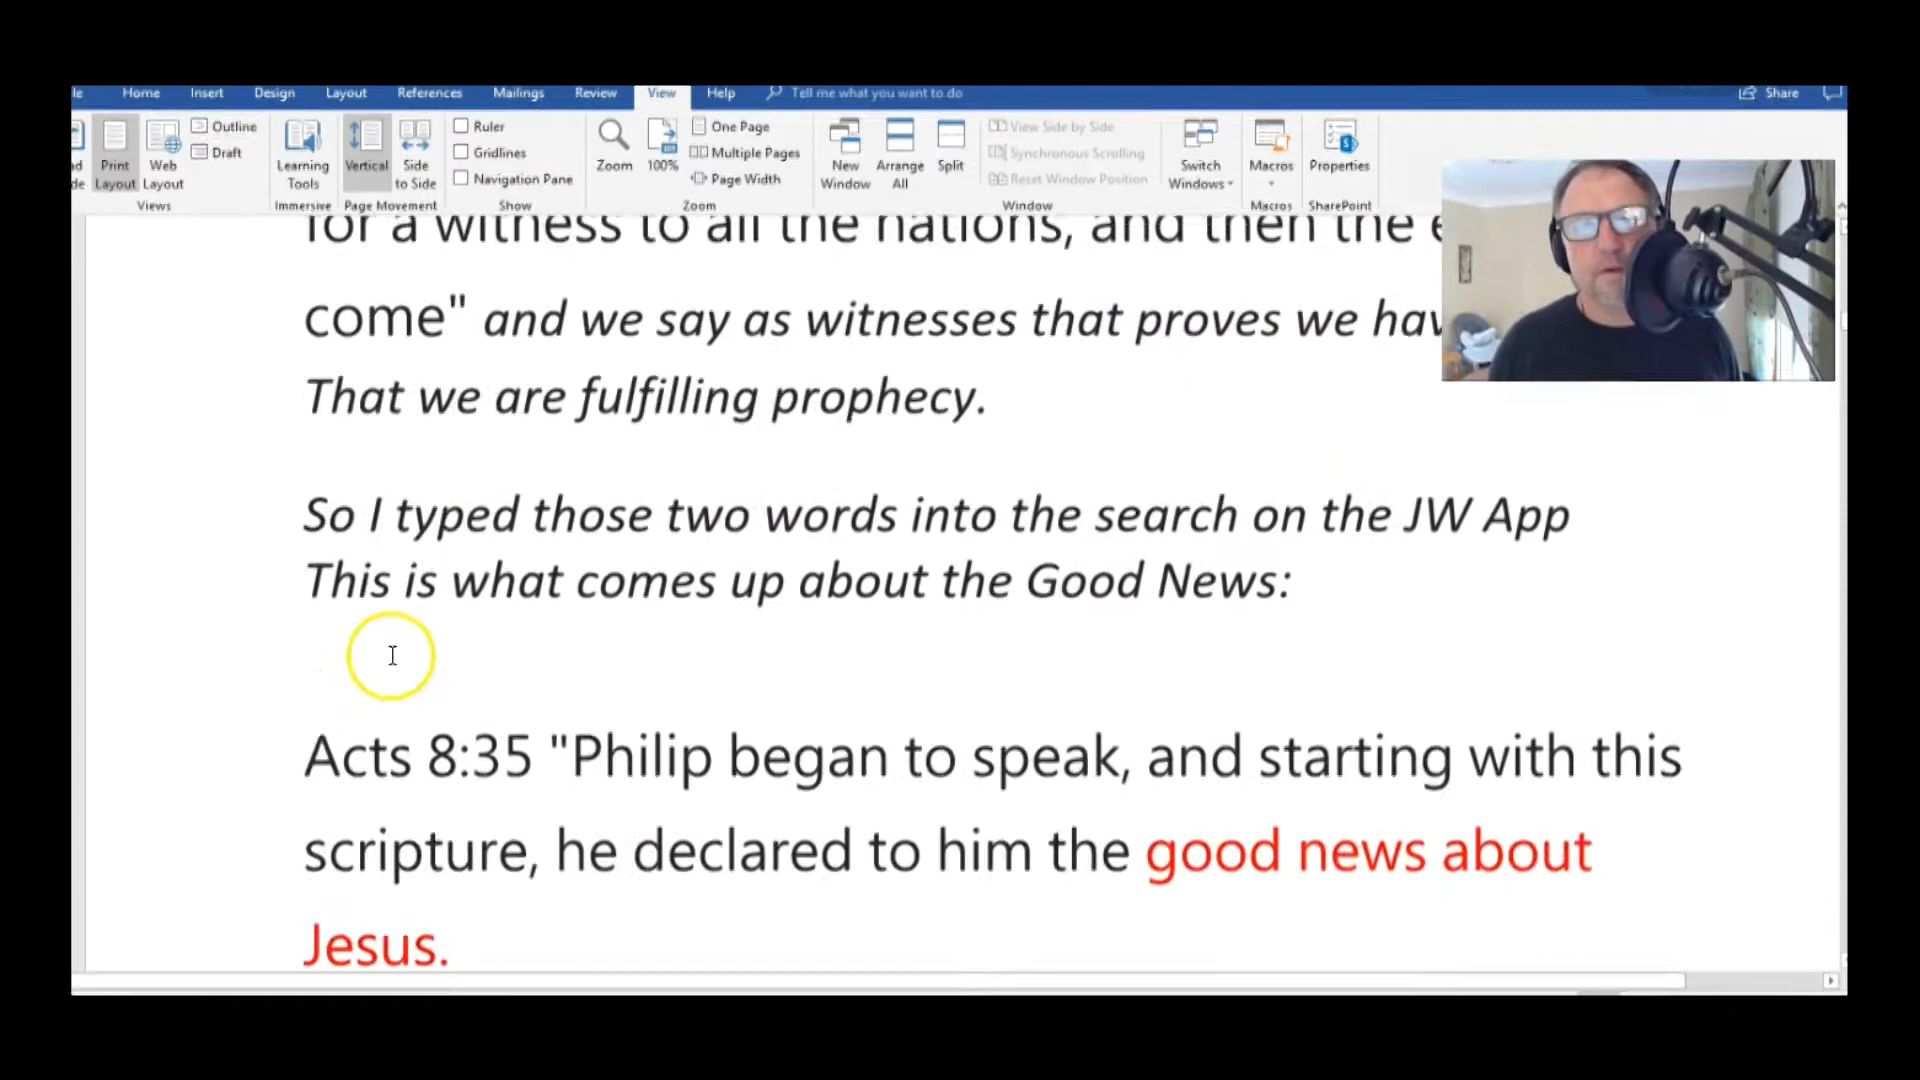 Home Insert Design Layout References Mailings Review View Help Tell me what you want to do Share
Print Layout
Web Layout
Outline
Draft
Views
Learning Tools
Immersive
Vertical
Side to Side
Page Movement
Ruler
Gridlines
Navigation Pane
Show
Zoom
100%
One Page
Multiple Pages
Page Width
Zoom
New Window
Arrange All
Split
View Side by Side
Synchronous Scrolling
Reset Window Position
Window
Switch Windows
Macros
Macros
Properties
SharePoint
for a witness to all the nations, and then the
come" and we say as witnesses that proves we
That we are fulfilling prophecy.
So I typed those two words into the search on the JW App
This is what comes up about the Good News:
Acts 8:35 "Philip began to speak, and starting with this
scripture, he declared to him the good news about
Jesus.